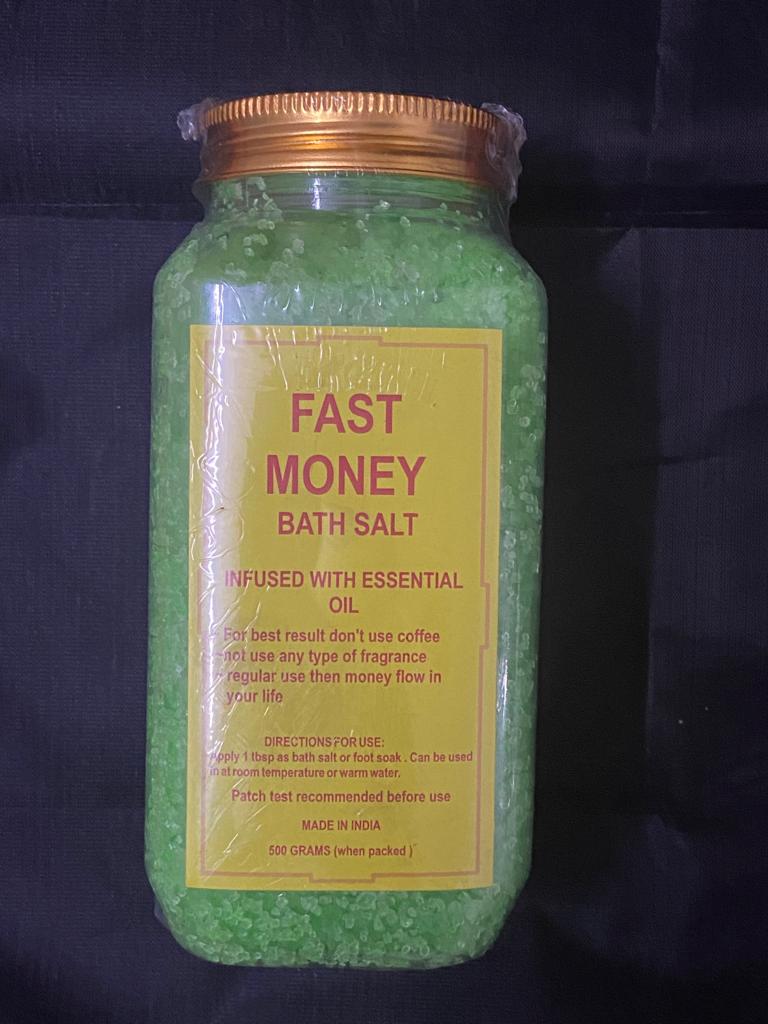 FAST
MONEY
BATH SALT
INFUSED WITH ESSENTIAL
OIL
- For best result don't use coffee
-not use any type of fragrance
- regular use then money flow in
your life
DIRECTIONS FOR USE:
Apply 1 tbsp as bath salt or foot soak . Can be used
in at room temperature or warm water.
Patch test recommended before use
MADE IN INDIA
500 GRAMS (when packed )